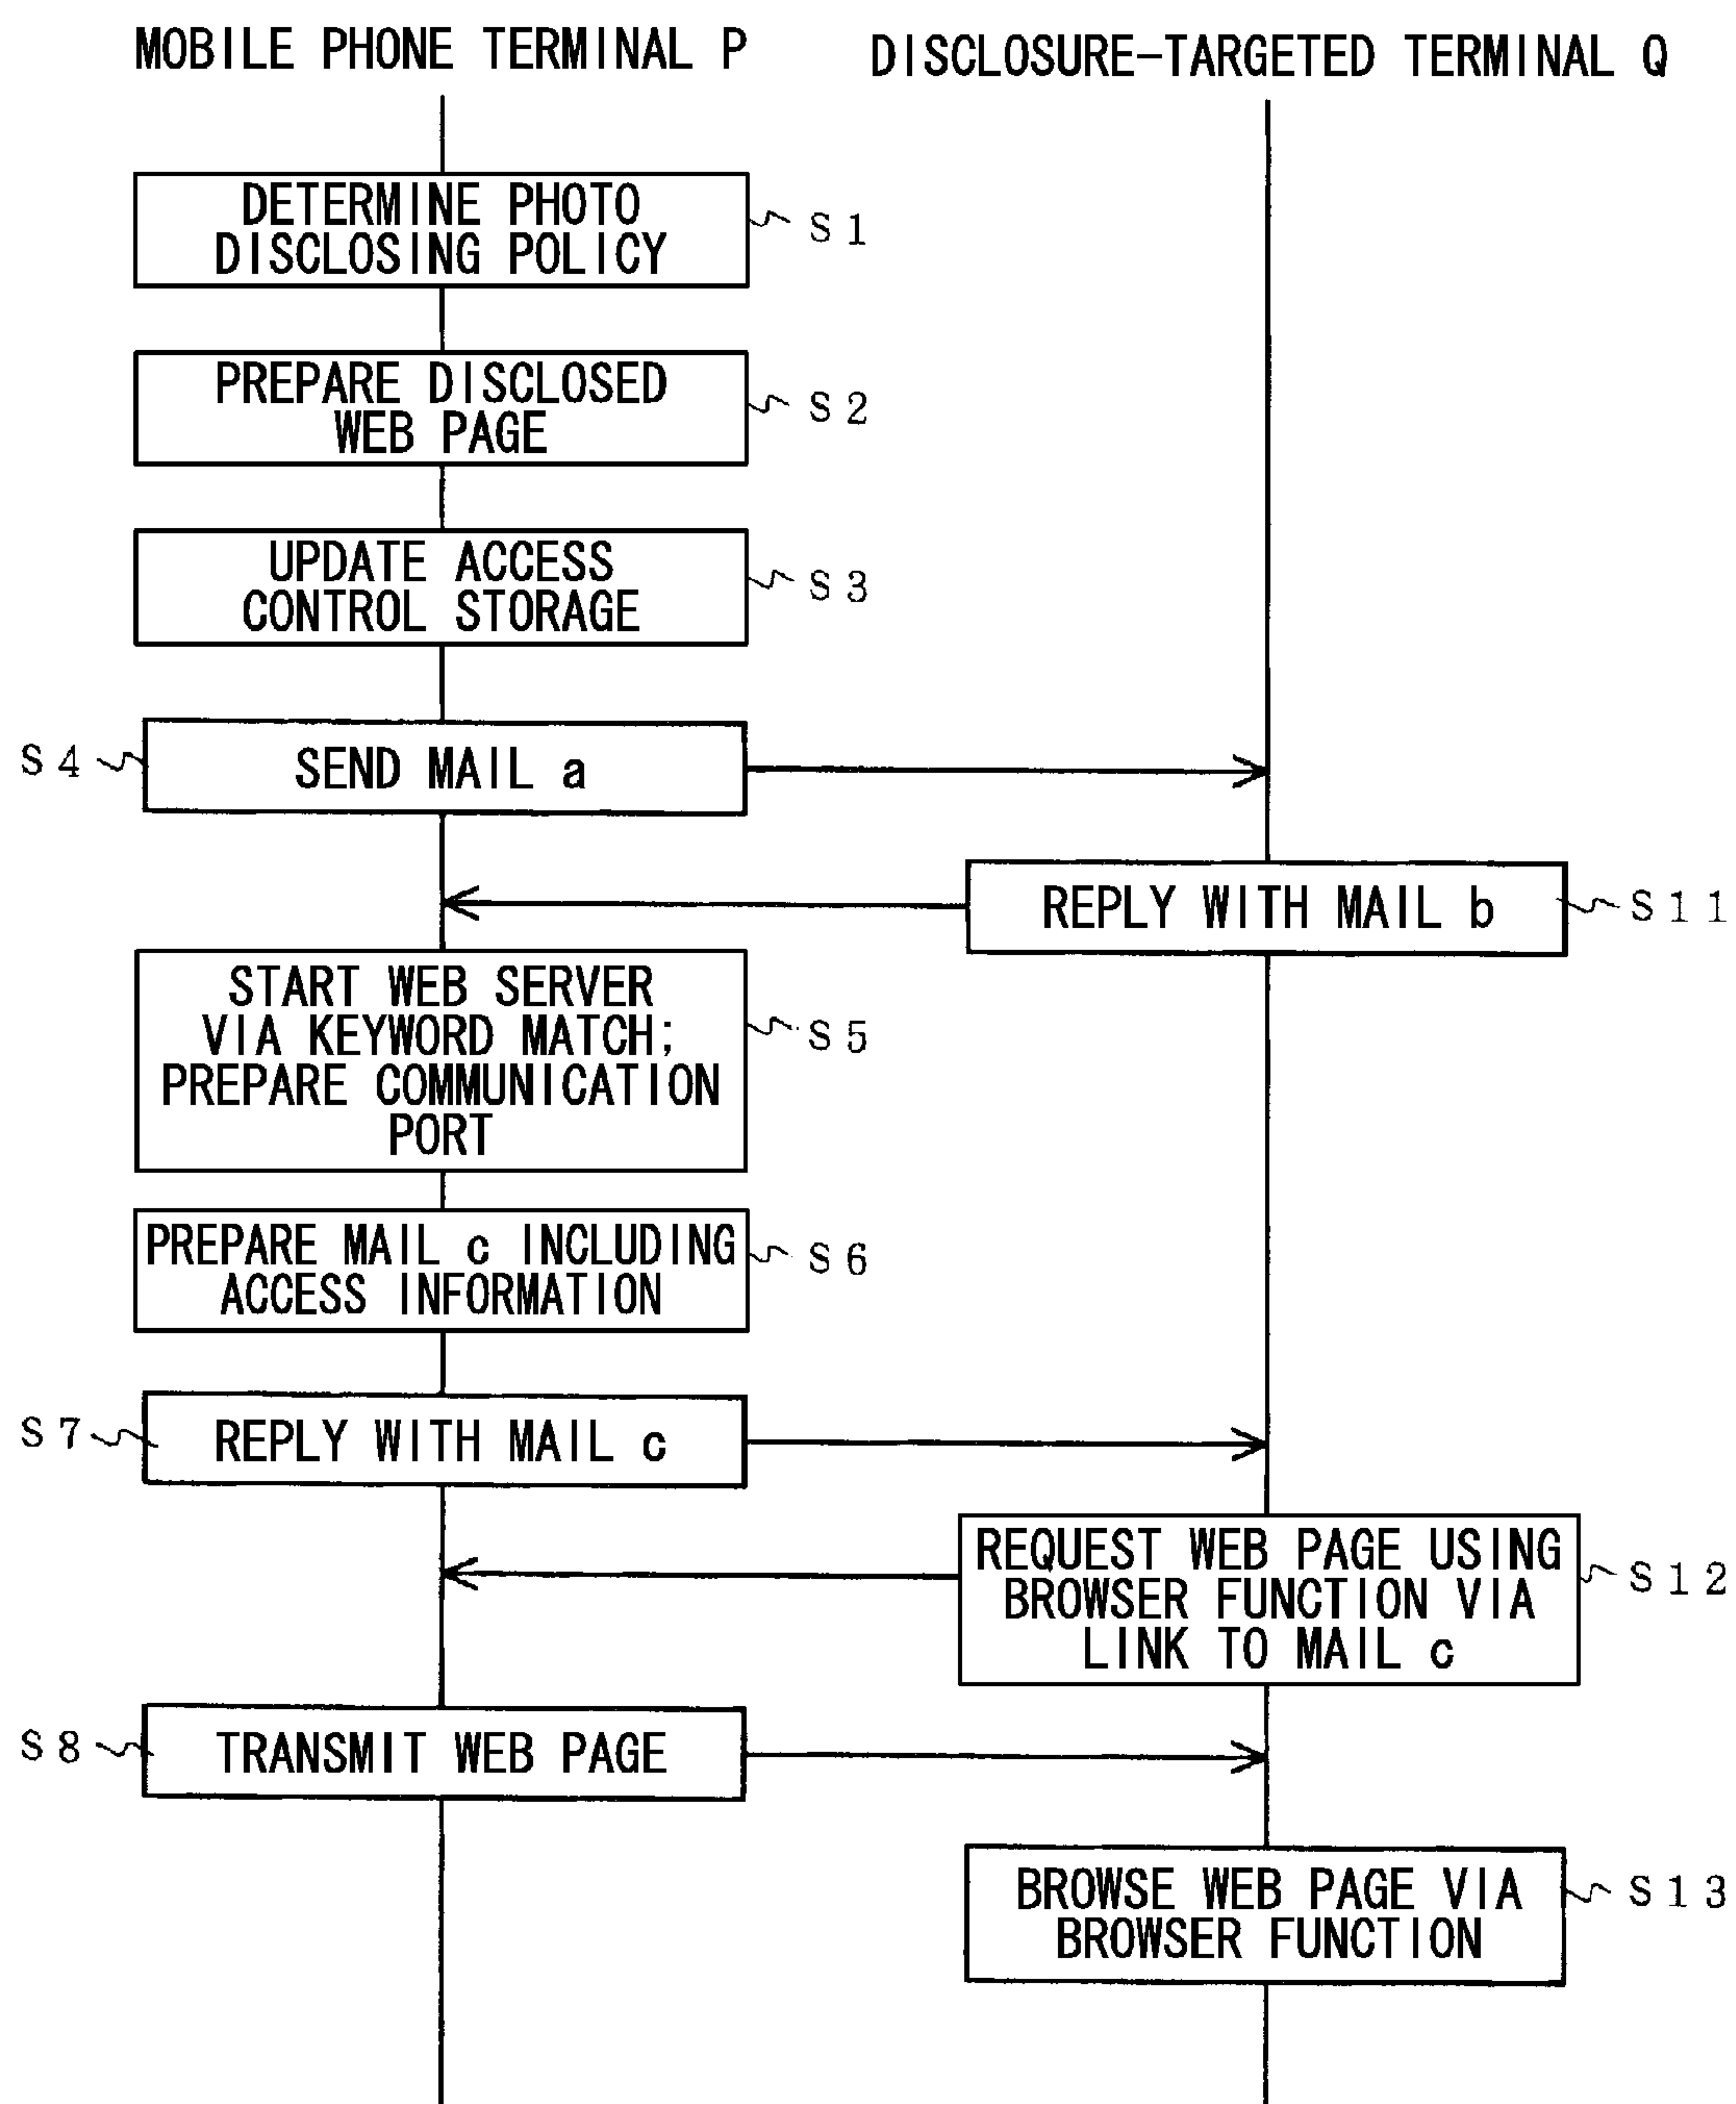 MOBILE PHONE TERMINAL P
DISCLOSURE-TARGETED TERMINAL Q
DETERMINE PHOTO
DISCLOSING POLICY
S1
PREPARE DISCLOSED
WEB PAGE
S2
UPDATE ACCESS
CONTROL STORAGE
S3
S4
SEND MAIL a
REPLY WITH MAIL b
S11
START WEB SERVER
VIA KEYWORD MATCH;
PREPARE COMMUNICATION
PORT
S5
PREPARE MAIL c INCLUDING
ACCESS INFORMATION
S6
S7
REPLY WITH MAIL c
REQUEST WEB PAGE USING
BROWSER FUNCTION VIA
LINK TO MAIL c
S12
S8
TRANSMIT WEB PAGE
BROWSE WEB PAGE VIA
BROWSER FUNCTION
S13